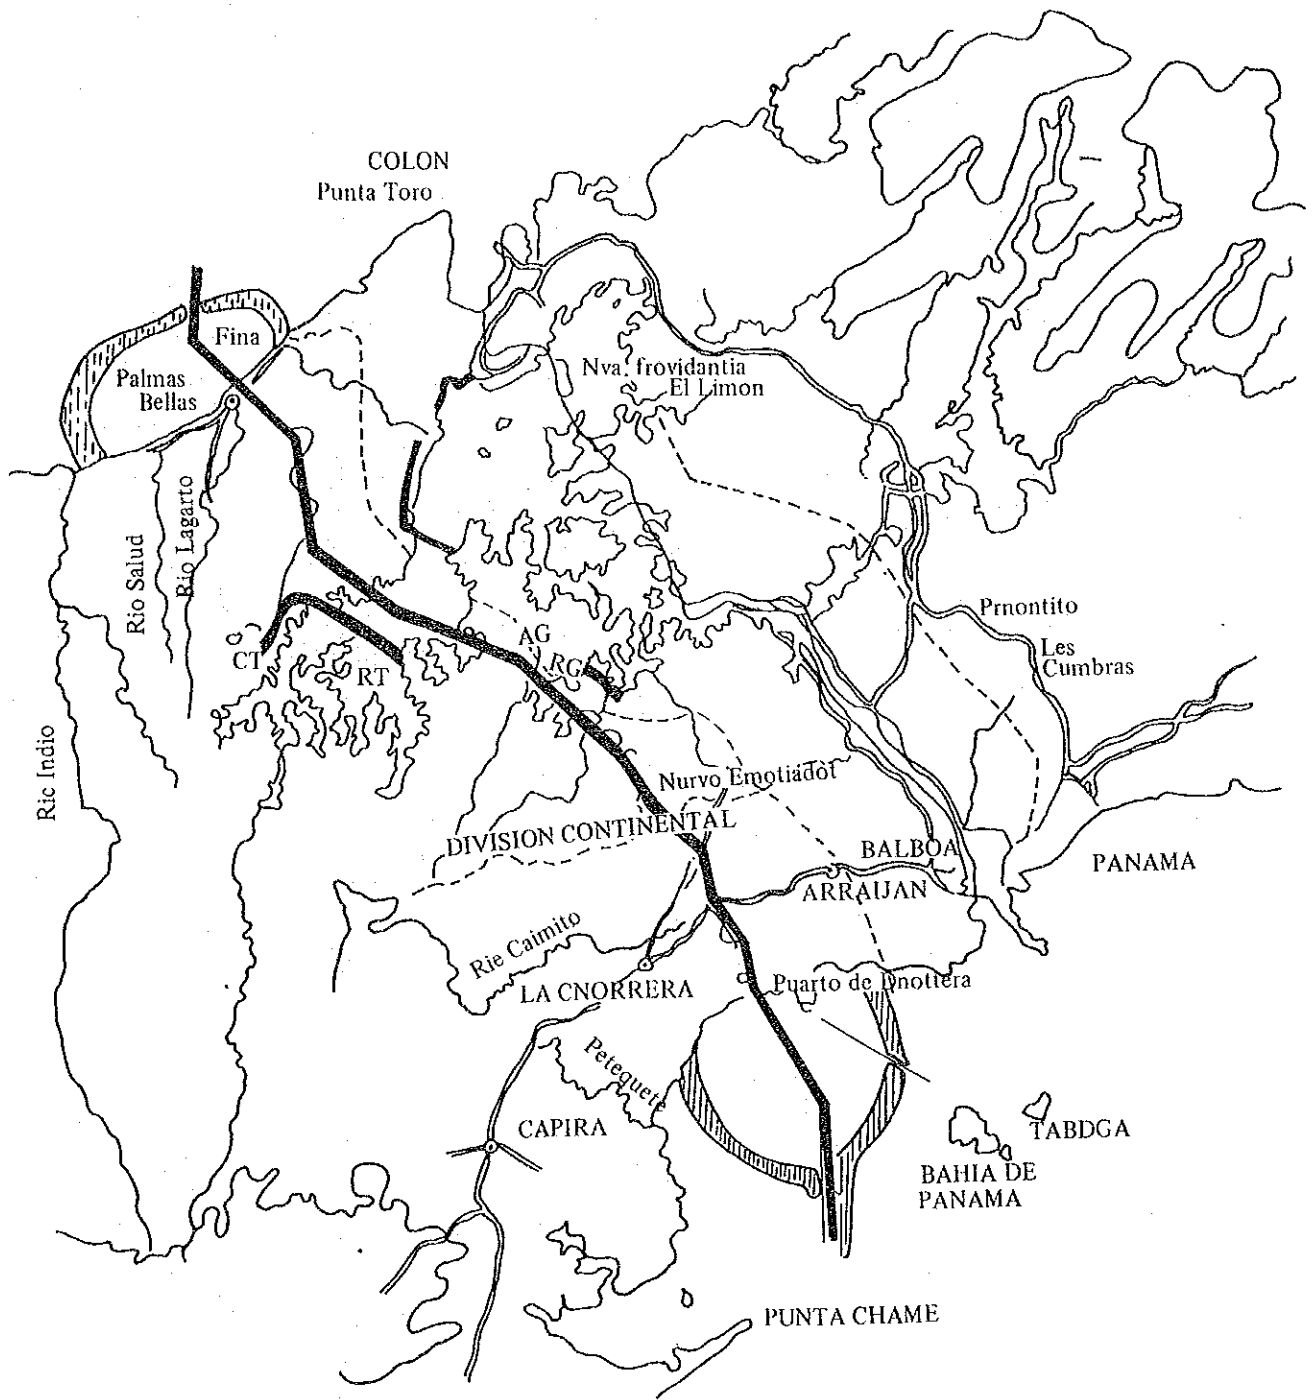 COLON
Punta Toro
Fina
Palmas
Bellas
Nva. frovidantia
El Limon
Rio Salud
Rio Lagarto
Ric Indio
CT
RT
AG
RG
Prnontito
Les
Cumbras
Nurvo Emotiádòt
DIVISION CONTINENTAL
BALBOA
PANAMA
ARRAIJAN
Rie Caimito
LA CNORRERA
Puarto de Lnottera
Petequete
CAPIRA
TABDGA
BAHIA DE
PANAMA
PUNTA CHAME